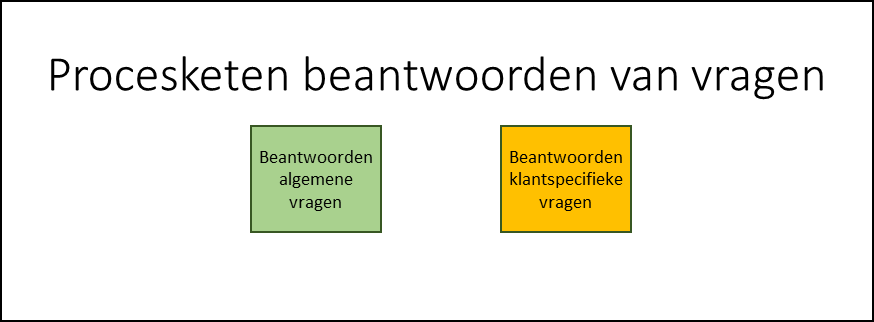 Procesketen beantwoorden van vragen
Beantwoorden
algemene
vragen
Beantwoorden
klantspecifieke
vragen